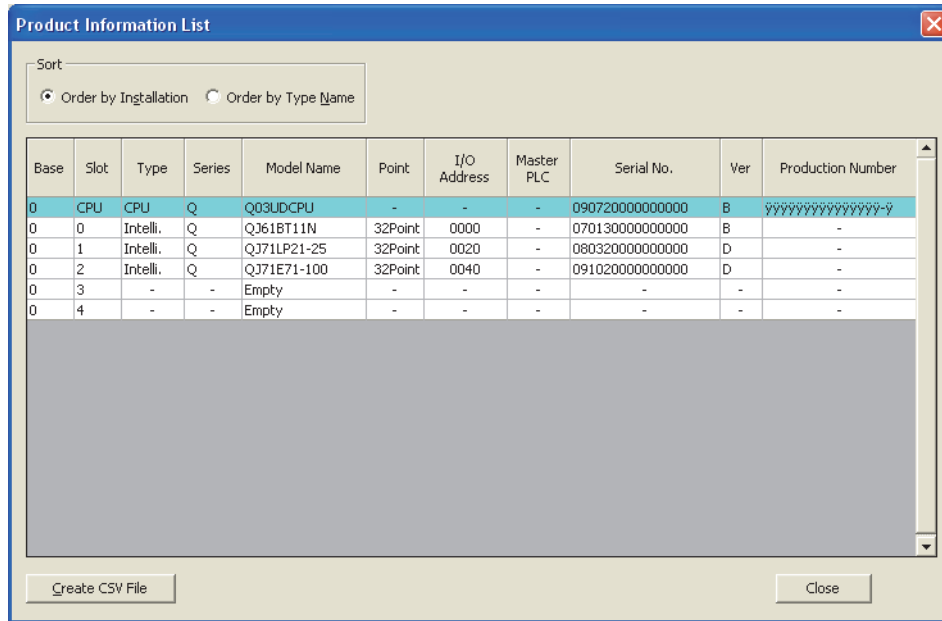 Product Information List
Sort
Order by Installation Order by Type Name
Base Slot Type Series Model Name Point I/O Address Master PLC Serial No. Ver Production Number
0 CPU CPU Q Q03UDCPU - - - 090720000000000 B ÿÿÿÿÿÿÿÿÿÿÿÿÿÿÿ-ÿ
0 0 Intelli. Q QJ61BT11N 32Point 0000 - 070130000000000 B -
0 1 Intelli. Q QJ71LP21-25 32Point 0020 - 080320000000000 D -
0 2 Intelli. Q QJ71E71-100 32Point 0040 - 091020000000000 D -
0 3 - - Empty - - - - - -
0 4 - - Empty - - - - - -
Create CSV File Close